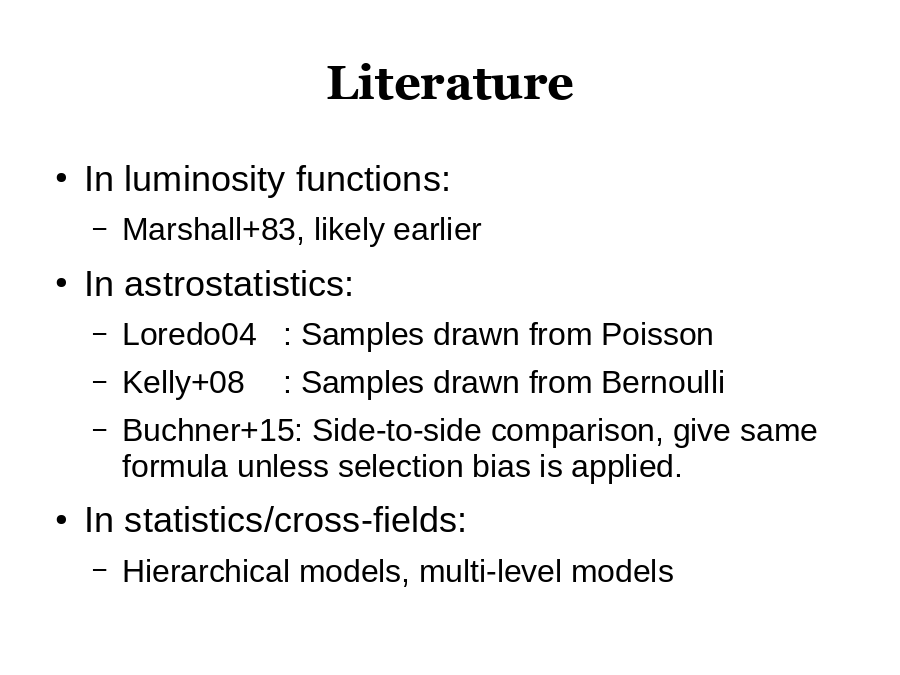 Literature
• In luminosity functions:
– Marshall+83, likely earlier
• In astrostatistics:
– Loredo04 : Samples drawn from Poisson
– Kelly+08 : Samples drawn from Bernoulli
– Buchner+15: Side-to-side comparison, give same
formula unless selection bias is applied.
• In statistics/cross-fields:
– Hierarchical models, multi-level models